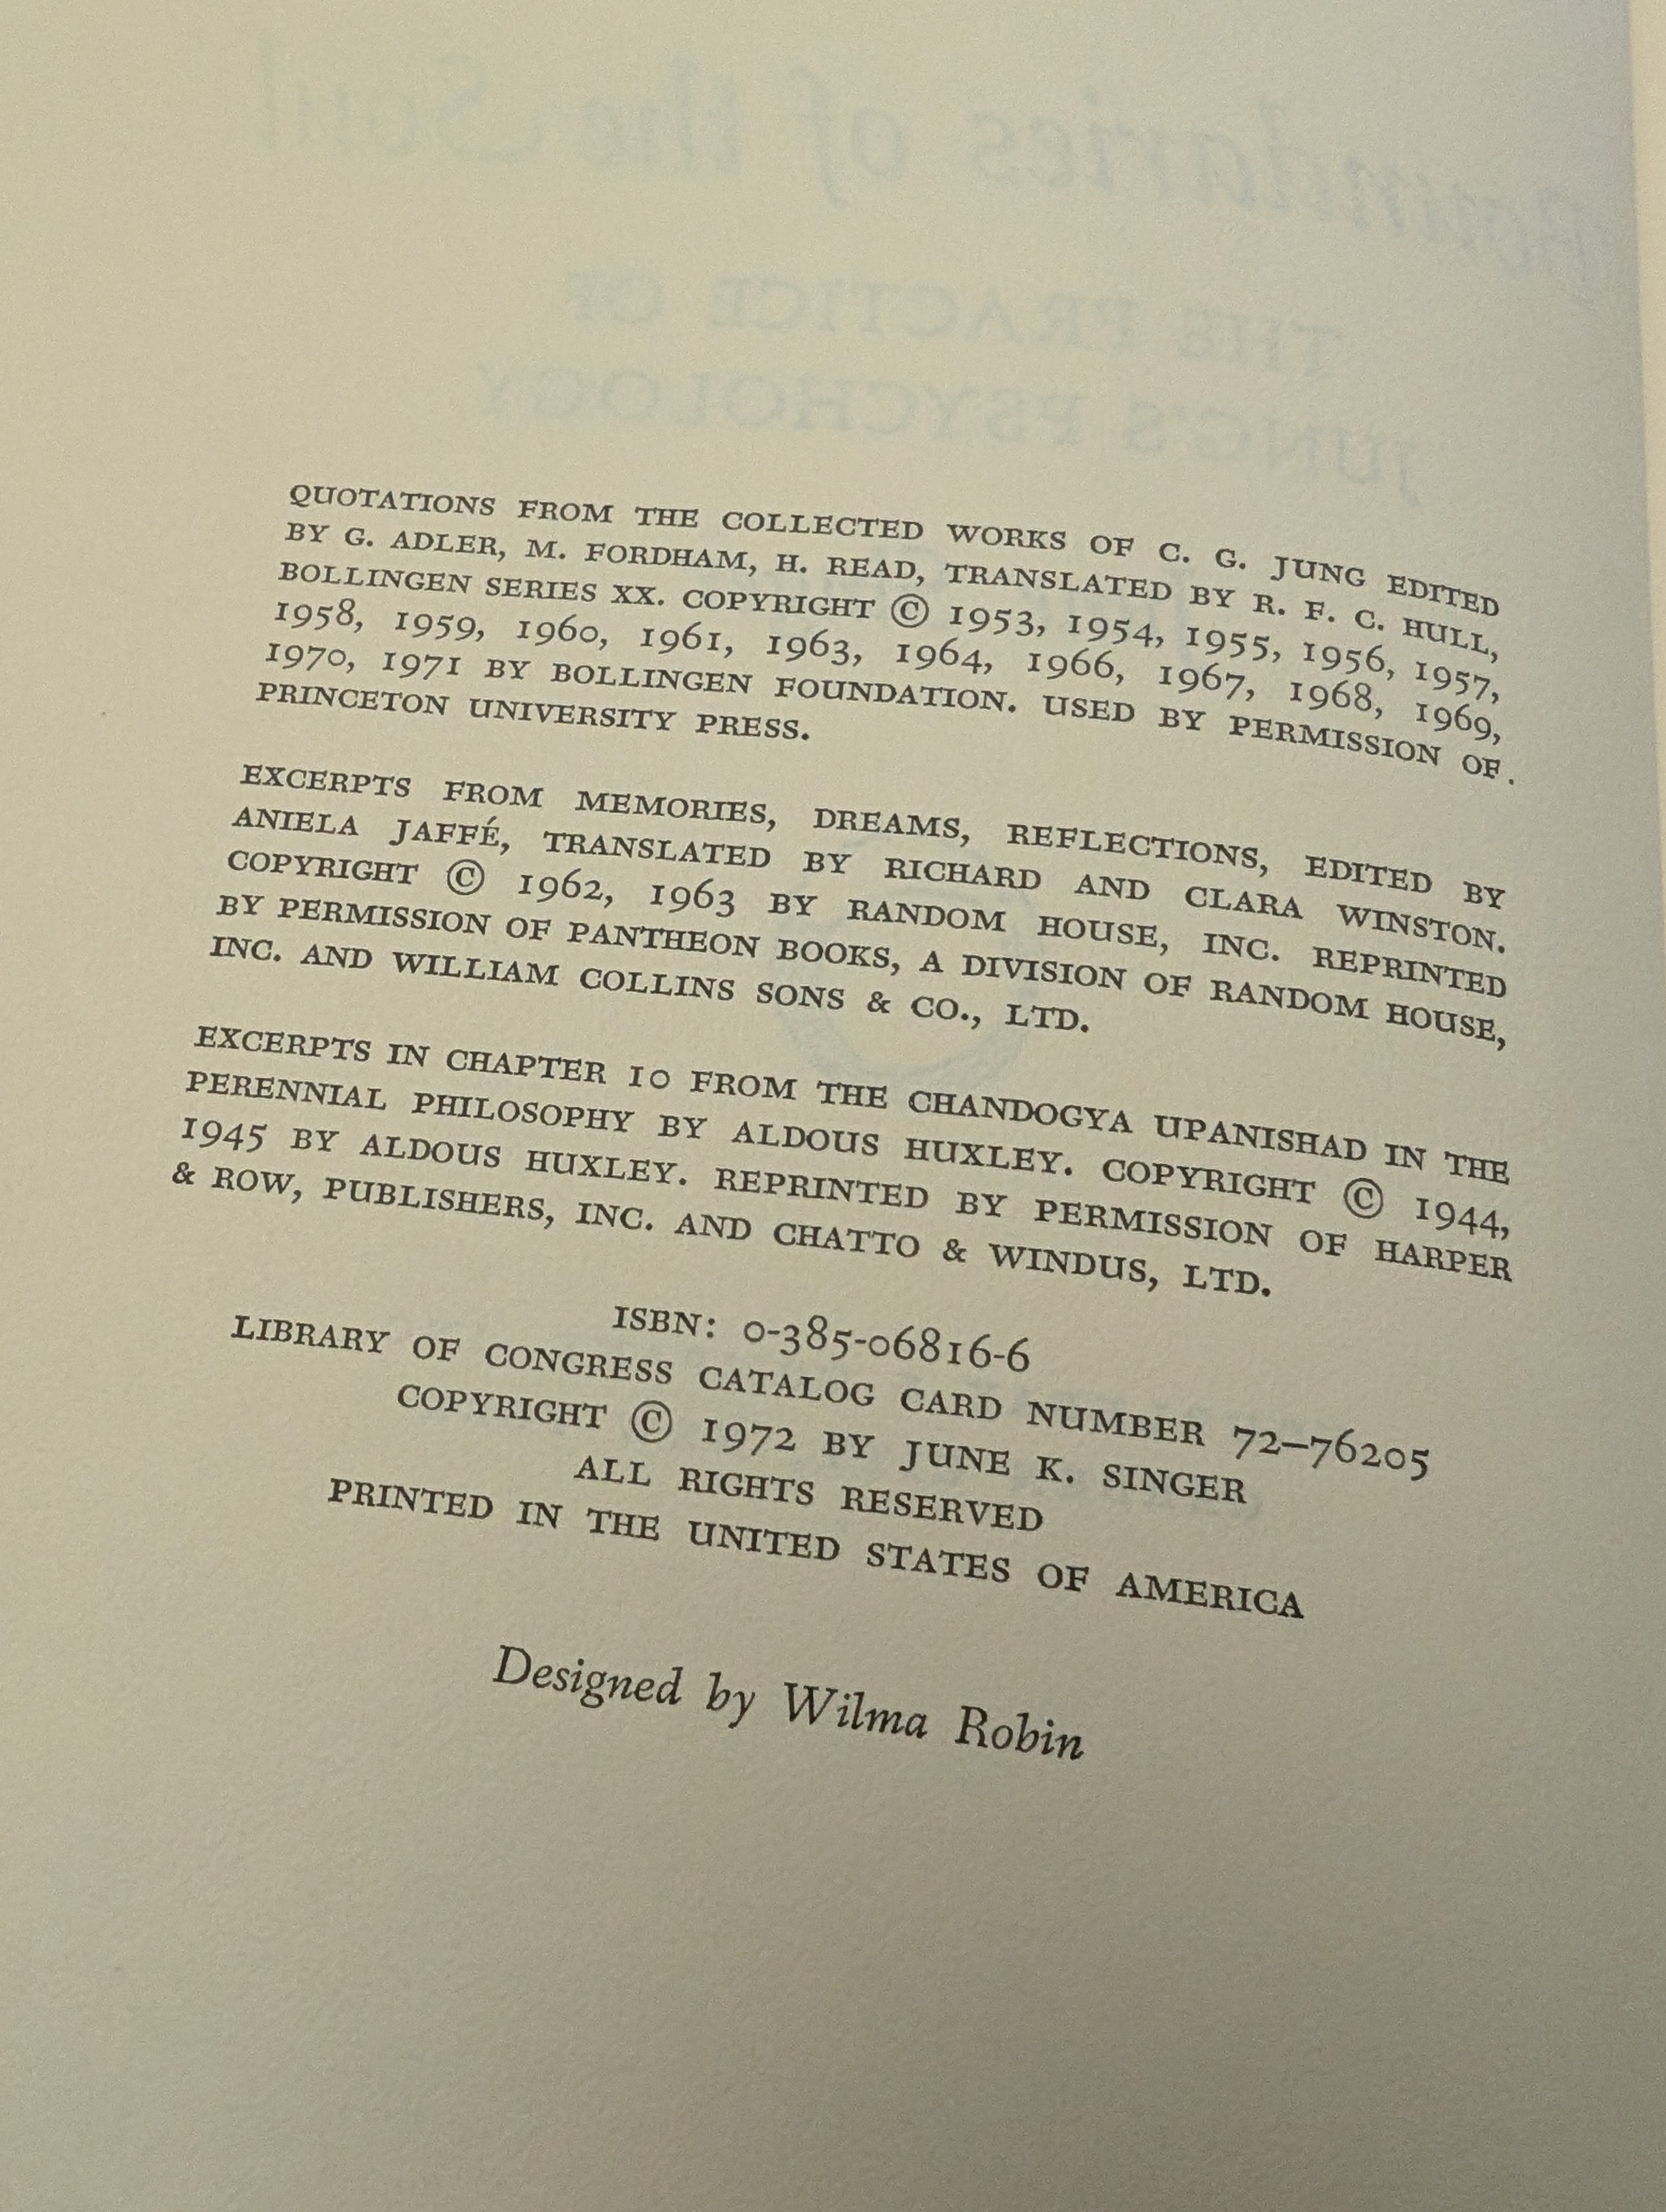 QUOTATIONS FROM THE COLLECTED WORKS OF C. G. JUNG EDITED
BY G. ADLER, M. FORDHAM, H. READ, TRANSLATED BY R. F. C. HULL,
BOLLINGEN SERIES XX. COPYRIGHT © 1953, 1954, 1955, 1956, 1957,
1958, 1959, 1960, 1961, 1963, 1964, 1966, 1967, 1968, 1969,
1970, 1971 BY BOLLINGEN FOUNDATION. USED BY PERMISSION OF.
PRINCETON UNIVERSITY PRESS.
EXCERPTS FROM MEMORIES, DREAMS, REFLECTIONS, EDITED BY
ANIELA JAFFÉ, TRANSLATED BY RICHARD AND CLARA WINSTON.
COPYRIGHT © 1962, 1963 BY RANDOM HOUSE, INC. REPRINTED
BY PERMISSION OF PANTHEON BOOKS, A DIVISION OF RANDOM HOUSE,
INC. AND WILLIAM COLLINS SONS & CO., LTD.
EXCERPTS IN CHAPTER 10 FROM THE CHANDOGYA UPANISHAD IN THE
PERENNIAL PHILOSOPHY BY ALDOUS HUXLEY. COPYRIGHT © 1944,
1945 BY ALDOUS HUXLEY. REPRINTED BY PERMISSION OF HARPER
& ROW, PUBLISHERS, INC. AND CHATTO & WINDUS, LTD.
ISBN: 0-385-06816-6
LIBRARY OF CONGRESS CATALOG CARD NUMBER 72–76205
COPYRIGHT © 1972 BY JUNE K. SINGER
ALL RIGHTS RESERVED
PRINTED IN THE UNITED STATES OF AMERICA
Designed by Wilma Robin